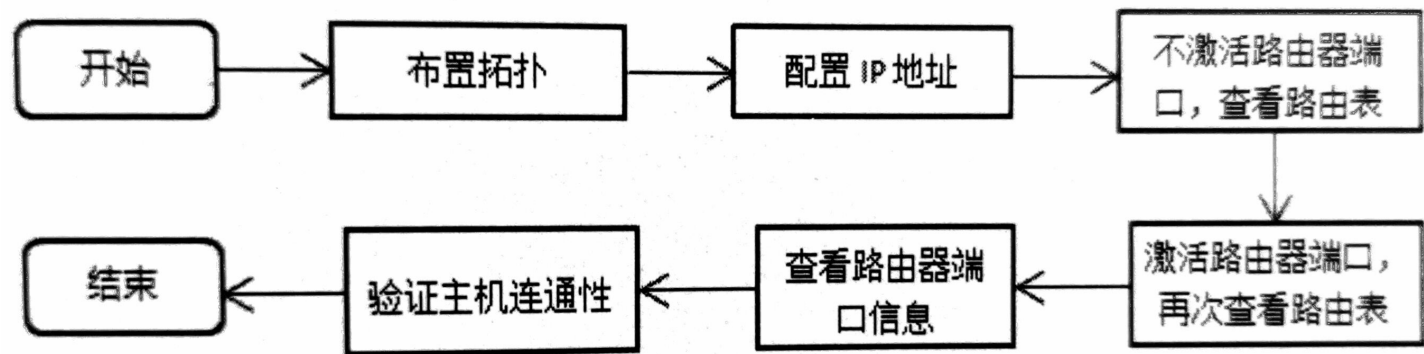 开始
布置拓扑
配置 IP 地址
不激活路由器端
口，查看路由表
激活路由器端口，
再次查看路由表
查看路由器端
口信息
验证主机连通性
结束